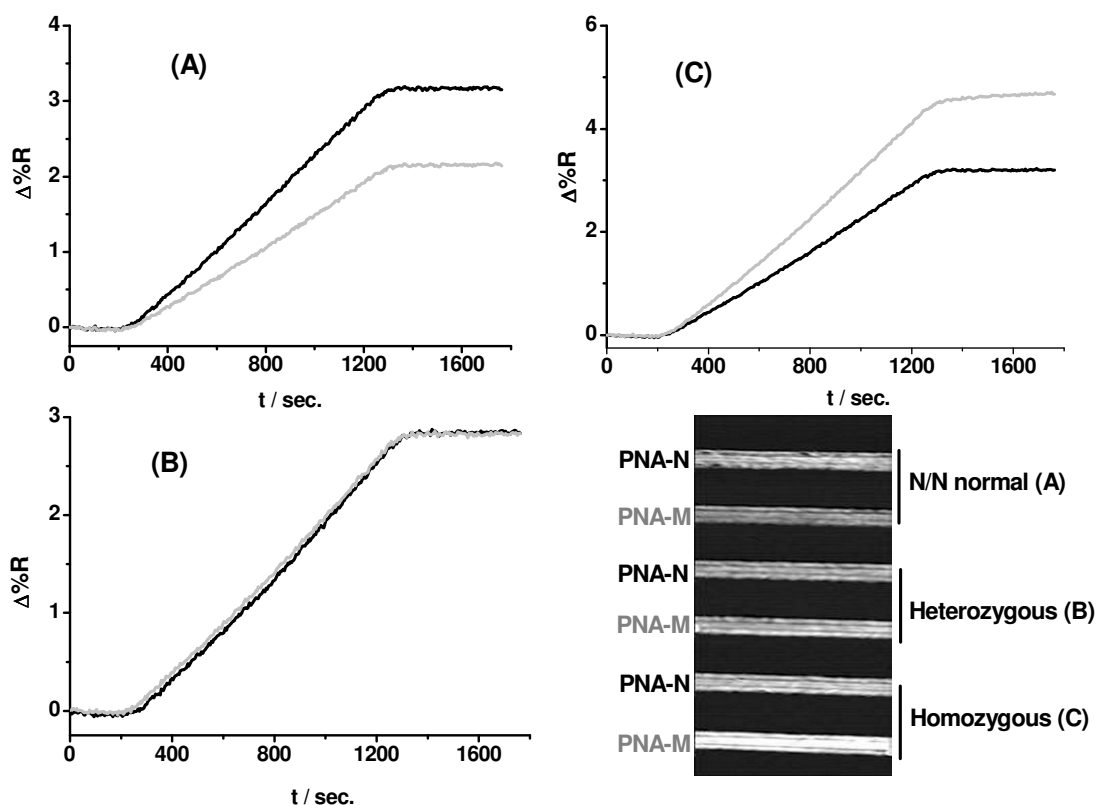 4
3
2
1
0
Δ%R
(A)
0 400 800 1200 1600
t / sec.
6
4
2
0
Δ%R
(C)
0 400 800 1200 1600
t / sec.
3
2
1
0
Δ%R
(B)
0 400 800 1200 1600
t / sec.
PNA-N
PNA-M
N/N normal (A)
PNA-N
PNA-M
Heterozygous (B)
PNA-N
PNA-M
Homozygous (C)